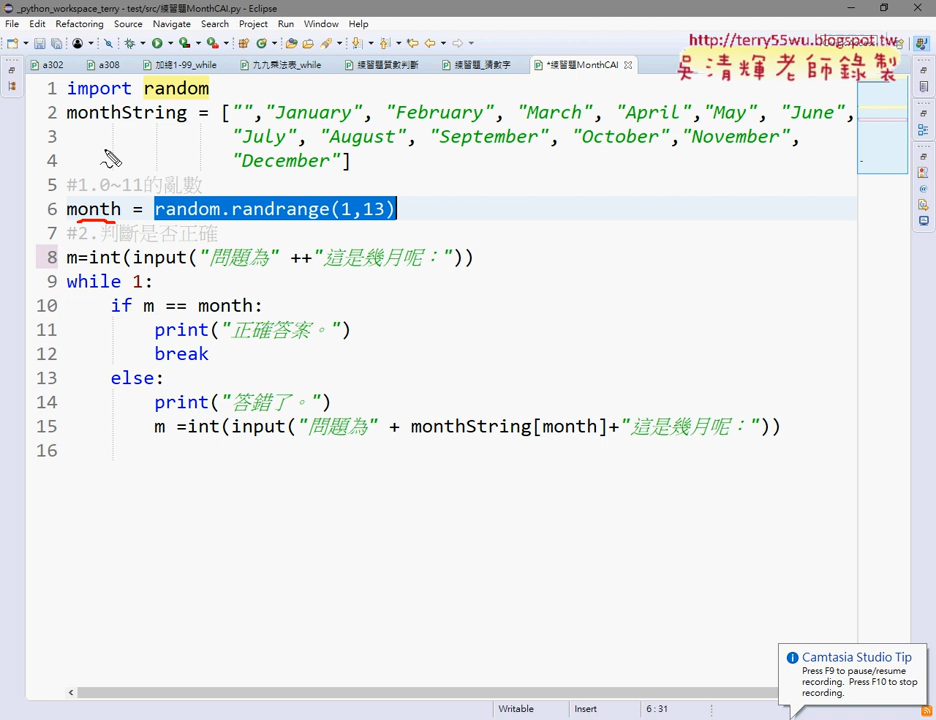 _python_workspace_terry - test/src/練習題MonthCAI.py - Eclipse
File Edit Refactoring Source Navigate Search Project Run Window Help
http://terry55wu.blogspot.tw
吳清輝老師錄製
a302 a308 加總1-99_while 九九乘法表_while 練習題質數判斷 練習題_猜數字 *練習題MonthCAI
1 import random
2 monthString = ["","January", "February", "March", "April","May", "June",
3 "July", "August", "September", "October","November",
4 "December"]
5 #1.0~11的亂數
6 month = random.randrange(1,13)
7 #2.判斷是否正確
8 m=int(input("問題為" ++"這是幾月呢："))
9 while 1:
10 if m == month:
11 print("正確答案。")
12 break
13 else:
14 print("答錯了。")
15 m =int(input("問題為" + monthString[month]+"這是幾月呢："))
16
Camtasia Studio Tip
Press F9 to pause/resume
recording. Press F10 to stop
recording.
Writable Insert 6 : 31